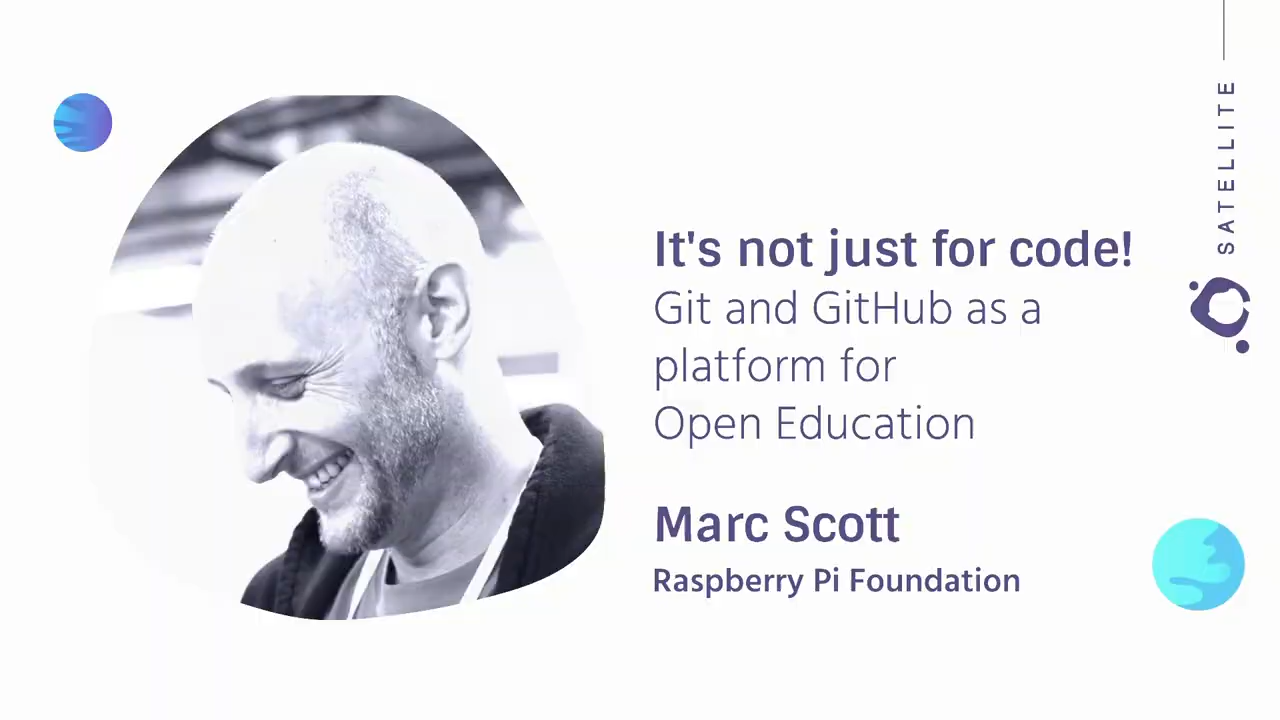 It's not just for code!
Git and GitHub as a
platform for
Open Education
Marc Scott
Raspberry Pi Foundation
SATELLITE